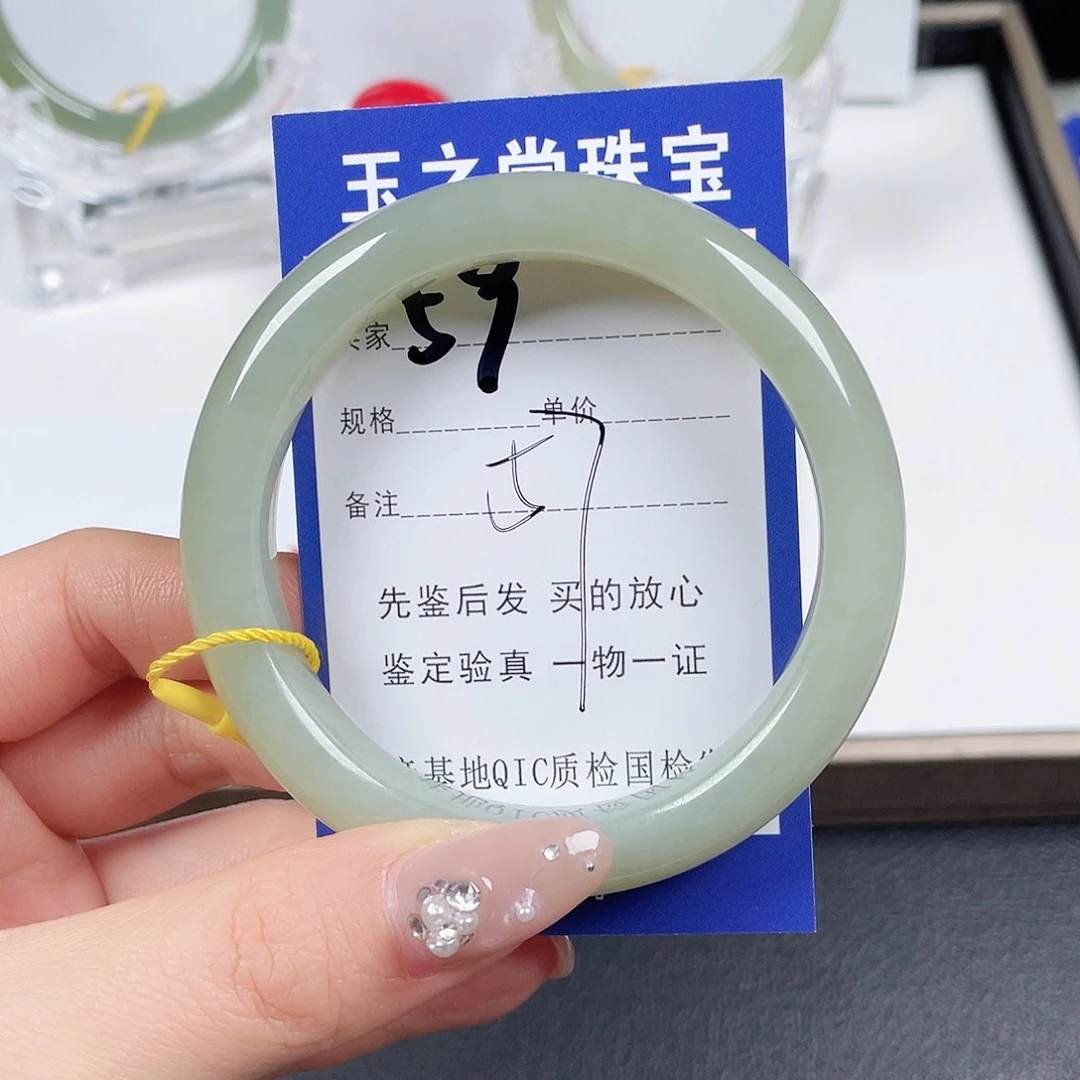 玉之堂珠宝
家 59
规格 单价
57
备注
先鉴后发 买的放心
鉴定验真 一物一证
基地QIC质检国检